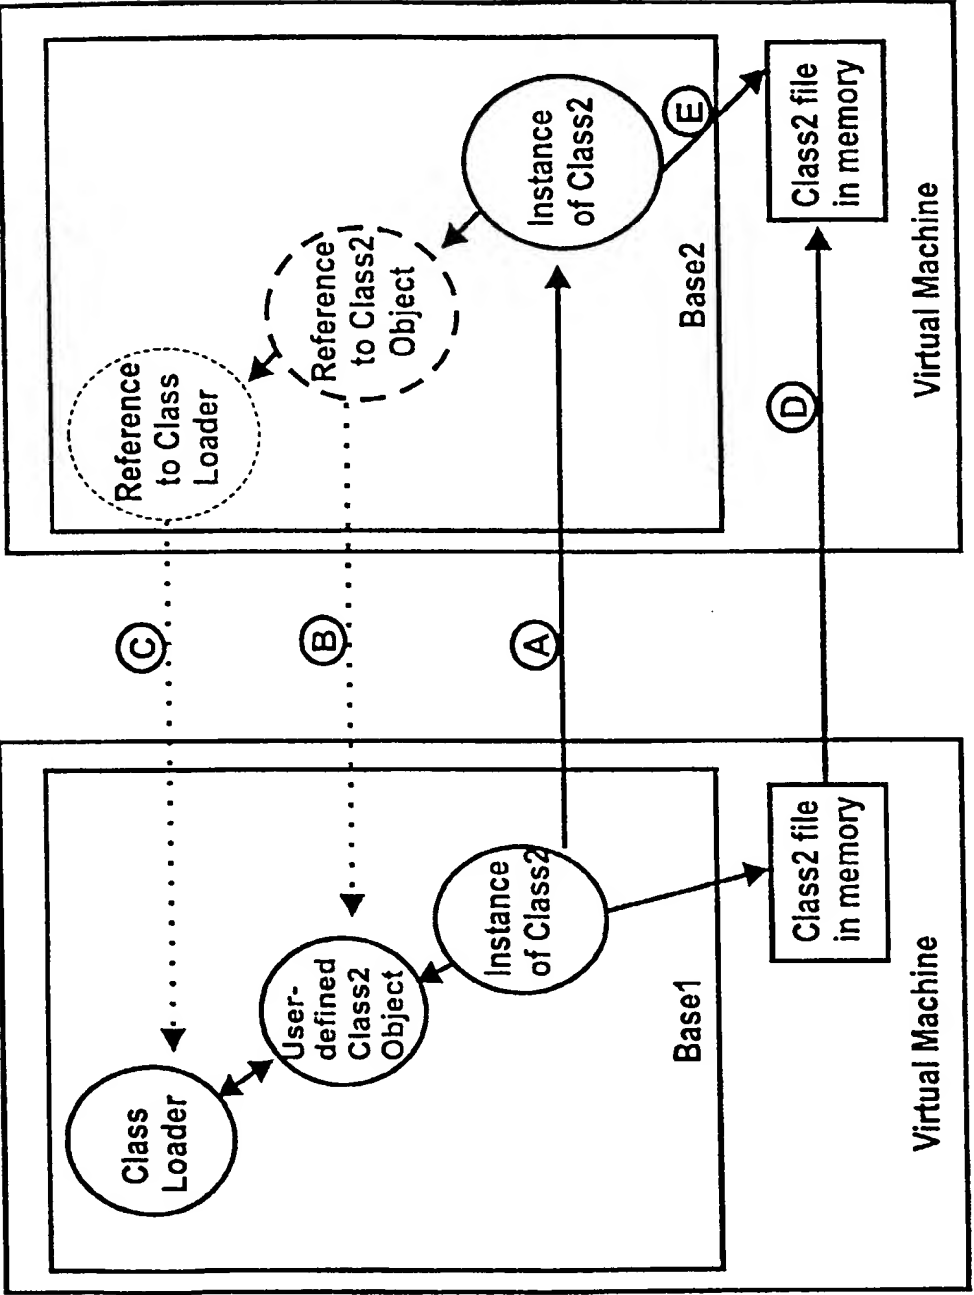 Class
Loader
User-
defined
Class2
Object
Instance
of Class2
Base1
Class2 file
in memory
Virtual Machine
C
B
A
D
Reference
to Class
Loader
Reference
to Class2
Object
Instance
of Class2
E
Base2
Class2 file
in memory
Virtual Machine